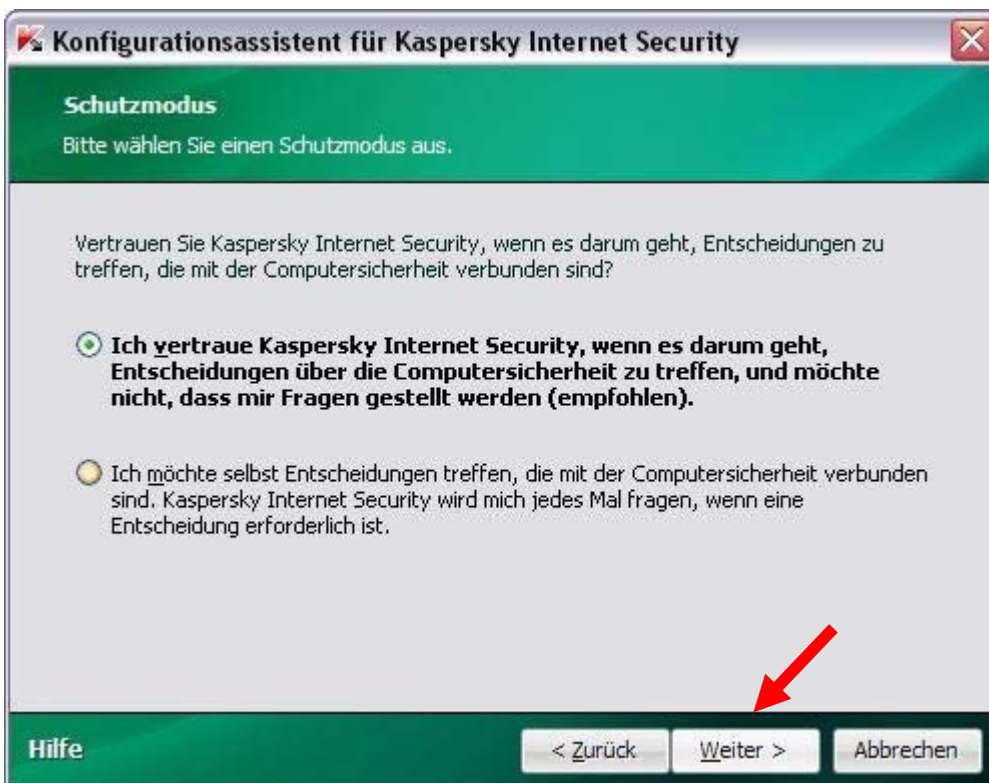 Konfigurationsassistent für Kaspersky Internet Security
Schutzmodus
Bitte wählen Sie einen Schutzmodus aus.
Vertrauen Sie Kaspersky Internet Security, wenn es darum geht, Entscheidungen zu
treffen, die mit der Computersicherheit verbunden sind?
Ich vertraue Kaspersky Internet Security, wenn es darum geht,
Entscheidungen über die Computersicherheit zu treffen, und möchte
nicht, dass mir Fragen gestellt werden (empfohlen).
Ich möchte selbst Entscheidungen treffen, die mit der Computersicherheit verbunden
sind. Kaspersky Internet Security wird mich jedes Mal fragen, wenn eine
Entscheidung erforderlich ist.
Hilfe
< Zurück
Weiter >
Abbrechen